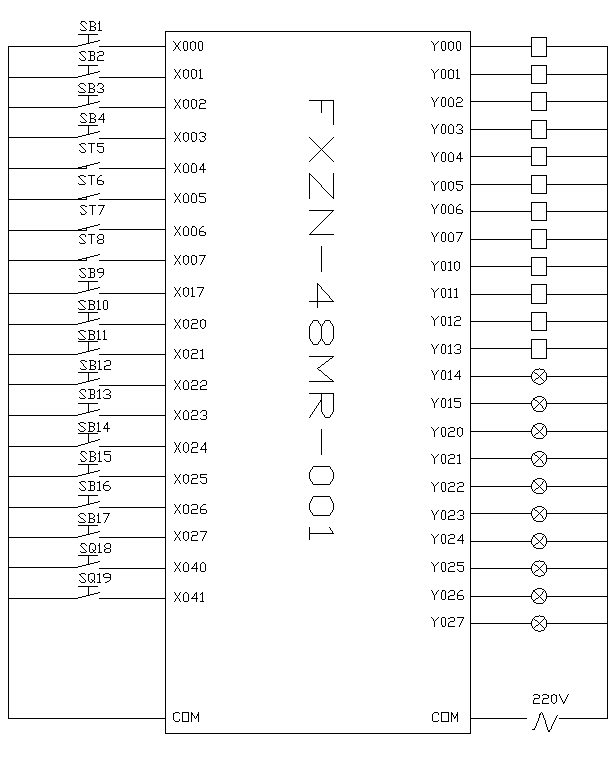 SB1
X000
Y000
SB2
X001
Y001
SB3
X002
Y002
SB4
X003
Y003
ST5
X004
Y004
ST6
X005
Y005
ST7
X006
Y006
ST8
X007
Y007
SB9
X017
Y010
SB10
X020
Y011
SB11
X021
Y012
SB12
X022
Y013
SB13
X023
Y014
SB14
X024
Y015
SB15
X025
Y020
SB16
X026
Y021
SB17
X027
Y022
SQ18
X040
Y023
SQ19
X041
Y024
Y025
Y026
Y027
FXZN-48MR-001
220V
COM
COM